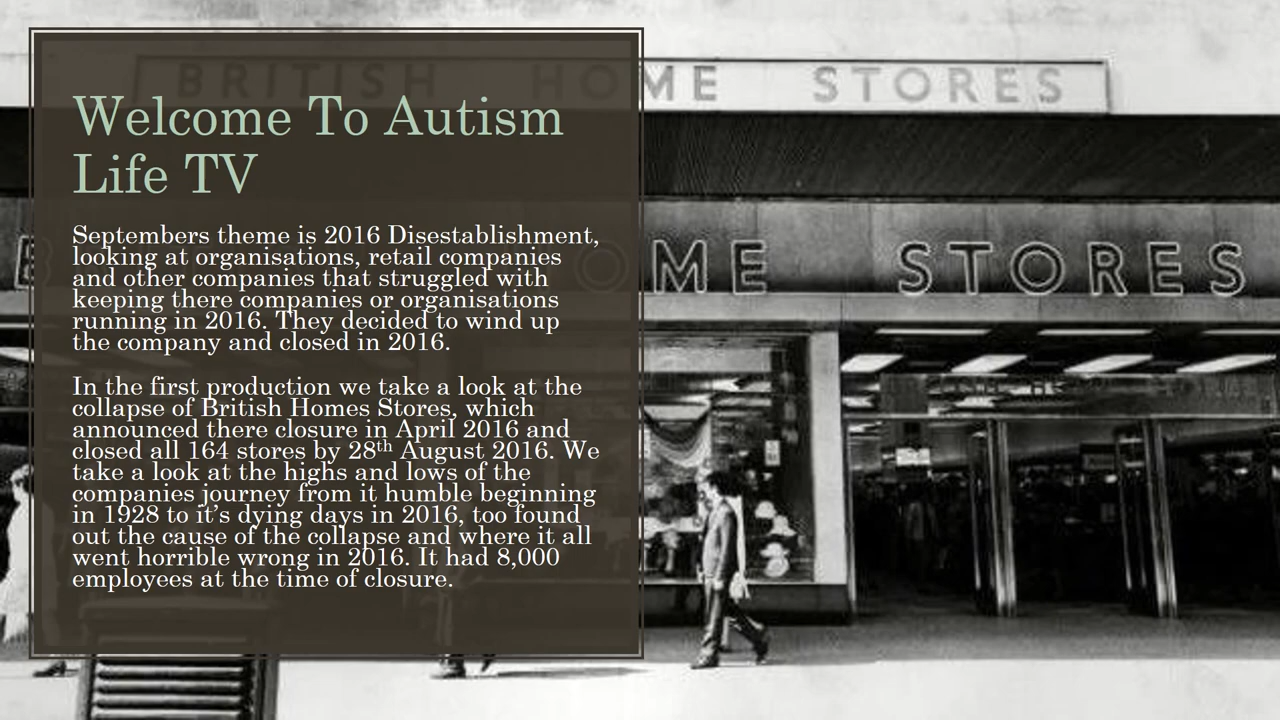 BRITISH HOME STORES
Welcome To Autism
Life TV
Septembers theme is 2016 Disestablishment,
looking at organisations, retail companies
and other companies that struggled with
keeping there companies or organisations
running in 2016. They decided to wind up
the company and closed in 2016.
In the first production we take a look at the
collapse of British Homes Stores, which
announced there closure in April 2016 and
closed all 164 stores by 28th August 2016. We
take a look at the highs and lows of the
companies journey from it humble beginning
in 1928 to it's dying days in 2016, too found
out the cause of the collapse and where it all
went horrible wrong in 2016. It had 8,000
employees at the time of closure.
OME STORES